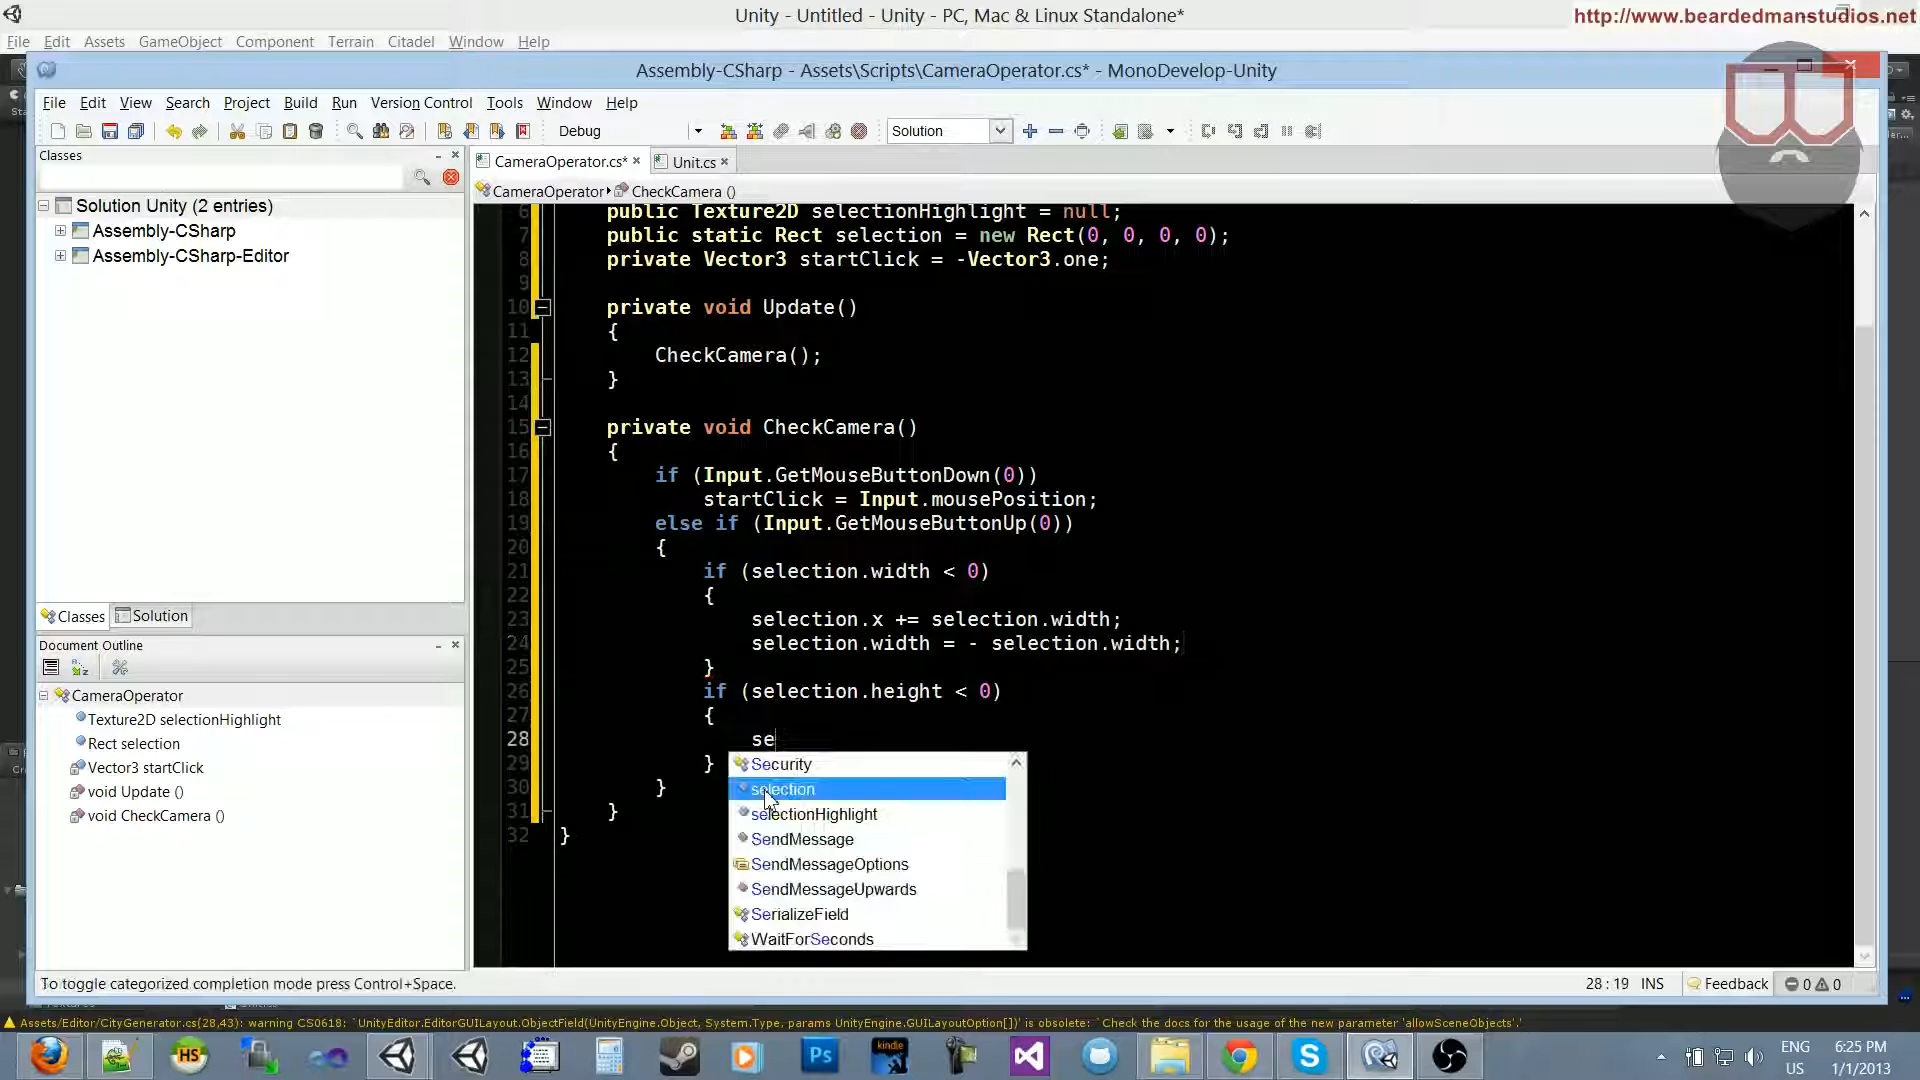 Unity - Untitled - Unity - PC, Mac & Linux Standalone*
http://www.beardedmanstudios.net
File Edit Assets GameObject Component Terrain Citadel Window Help
Assembly-CSharp - Assets\Scripts\CameraOperator.cs* - MonoDevelop-Unity
File Edit View Search Project Build Run Version Control Tools Window Help
Debug
Solution
Classes
CameraOperator.cs*
Unit.cs
CameraOperator
CheckCamera ()
Solution Unity (2 entries)
Assembly-CSharp
Assembly-CSharp-Editor
Classes
Solution
Document Outline
CameraOperator
Texture2D selectionHighlight
Rect selection
Vector3 startClick
void Update ()
void CheckCamera ()
6 public Texture2D selectionHighlight = null;
7 public static Rect selection = new Rect(0, 0, 0, 0);
8 private Vector3 startClick = -Vector3.one;
9
10 private void Update()
11 {
12 CheckCamera();
13 }
14
15 private void CheckCamera()
16 {
17 if (Input.GetMouseButtonDown(0))
18 startClick = Input.mousePosition;
19 else if (Input.GetMouseButtonUp(0))
20 {
21 if (selection.width < 0)
22 {
23 selection.x += selection.width;
24 selection.width = - selection.width;
25 }
26 if (selection.height < 0)
27 {
28 se
29 }
30 }
31 }
32 }
Security
selection
selectionHighlight
SendMessage
SendMessageOptions
SendMessageUpwards
SerializeField
WaitForSeconds
To toggle categorized completion mode press Control+Space.
28 : 19 INS
Feedback
0 0
Assets/Editor/CityGenerator.cs(28,43): warning CS0618: `UnityEditor.EditorGUILayout.ObjectField(UnityEngine.Object, System.Type, params UnityEngine.GUILayoutOption[])' is obsolete: `Check the docs for the usage of the new parameter 'allowSceneObjects'.'
HS
Ps
kindle
ENG
US
6:25 PM
1/1/2013